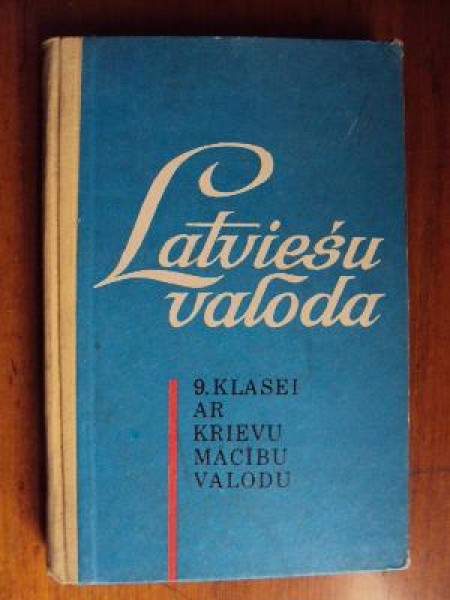 Latviešu
valoda
9. KLASEI
AR
KRIEVU
MĀCĪBU
VALODU